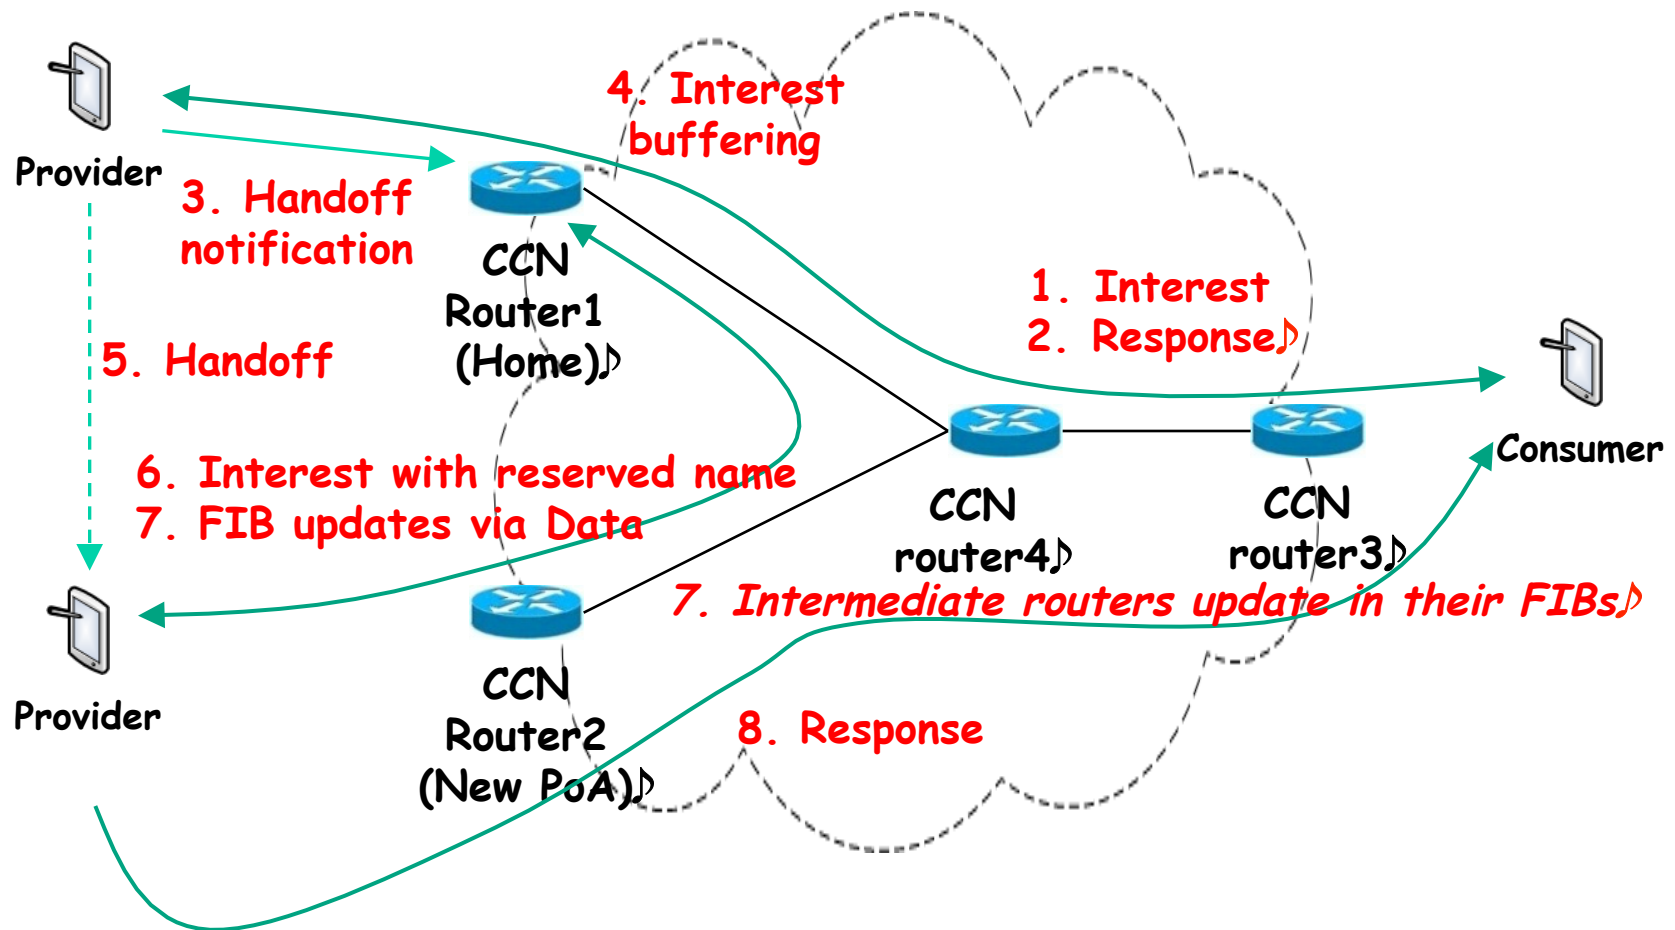 4. Interest
buffering
Provider
3. Handoff
notification
CCN
Router1
(Home)♪
1. Interest
2. Response♪
5. Handoff
Consumer
6. Interest with reserved name
7. FIB updates via Data
CCN
router4♪
CCN
router3♪
7. Intermediate routers update in their FIBs♪
CCN
Router2
(New PoA)♪
Provider
8. Response